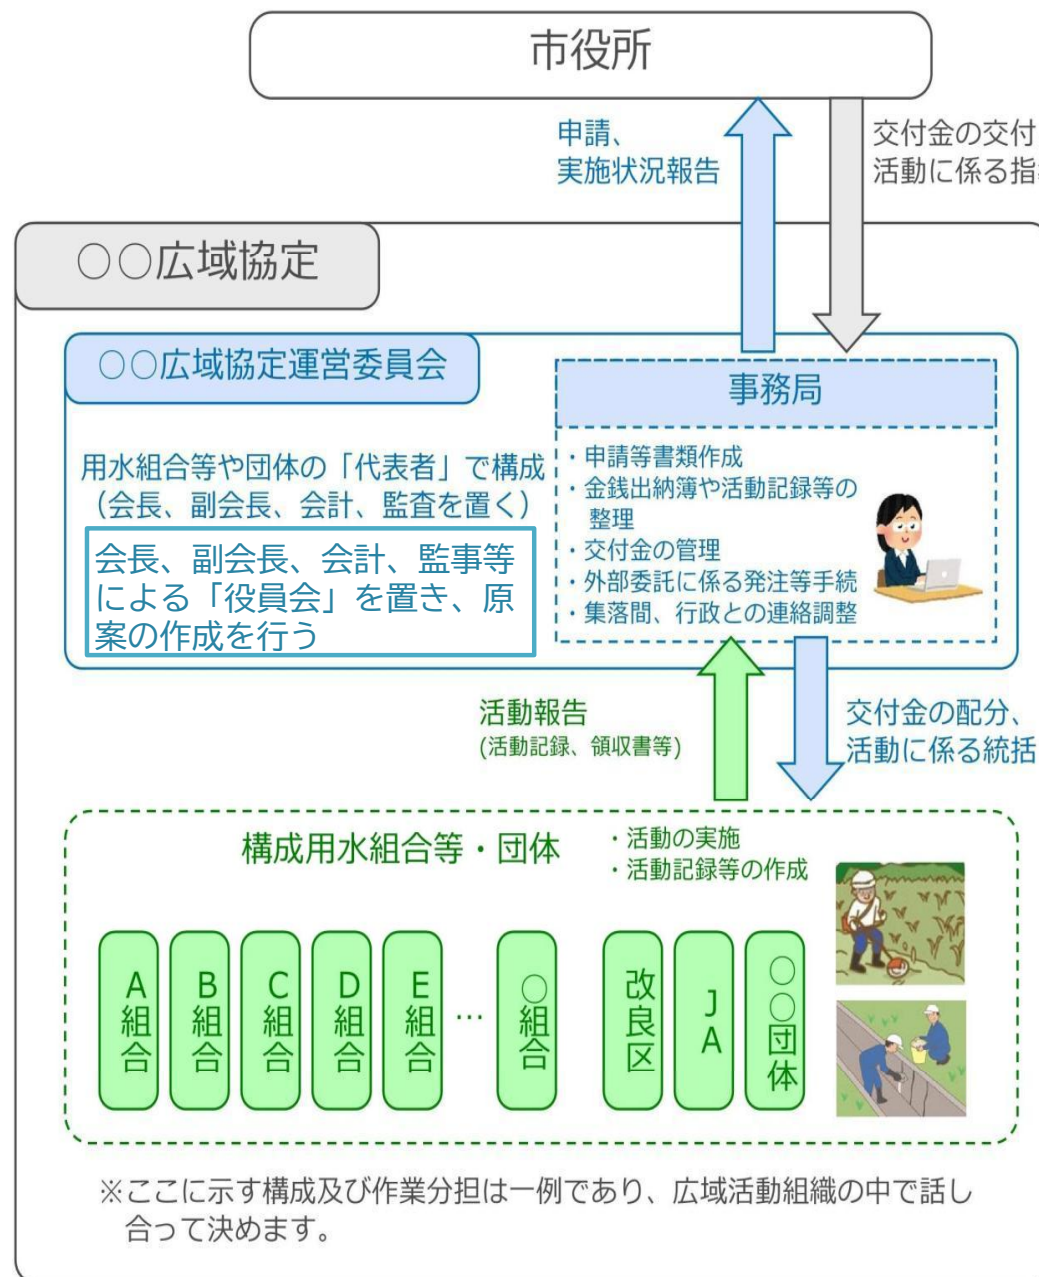 市役所
申請、
実施状況報告
交付金の交付
活動に係る指
○○広域協定
○○広域協定運営委員会
用水組合等や団体の「代表者」で構成
（会長、副会長、会計、監査を置く）
会長、副会長、会計、監事等
による「役員会」を置き、原
案の作成を行う
事務局
・申請等書類作成
・金銭出納簿や活動記録等の
整理
・交付金の管理
・外部委託に係る発注等手続
・集落間、行政との連絡調整
活動報告
(活動記録、領収書等)
交付金の配分、
活動に係る統括
構成用水組合等・団体
・活動の実施
・活動記録等の作成
A組合
B組合
C組合
D組合
E組合
…
○組合
改良区
JA
○○団体
※ここに示す構成及び作業分担は一例であり、広域活動組織の中で話し
合って決めます。